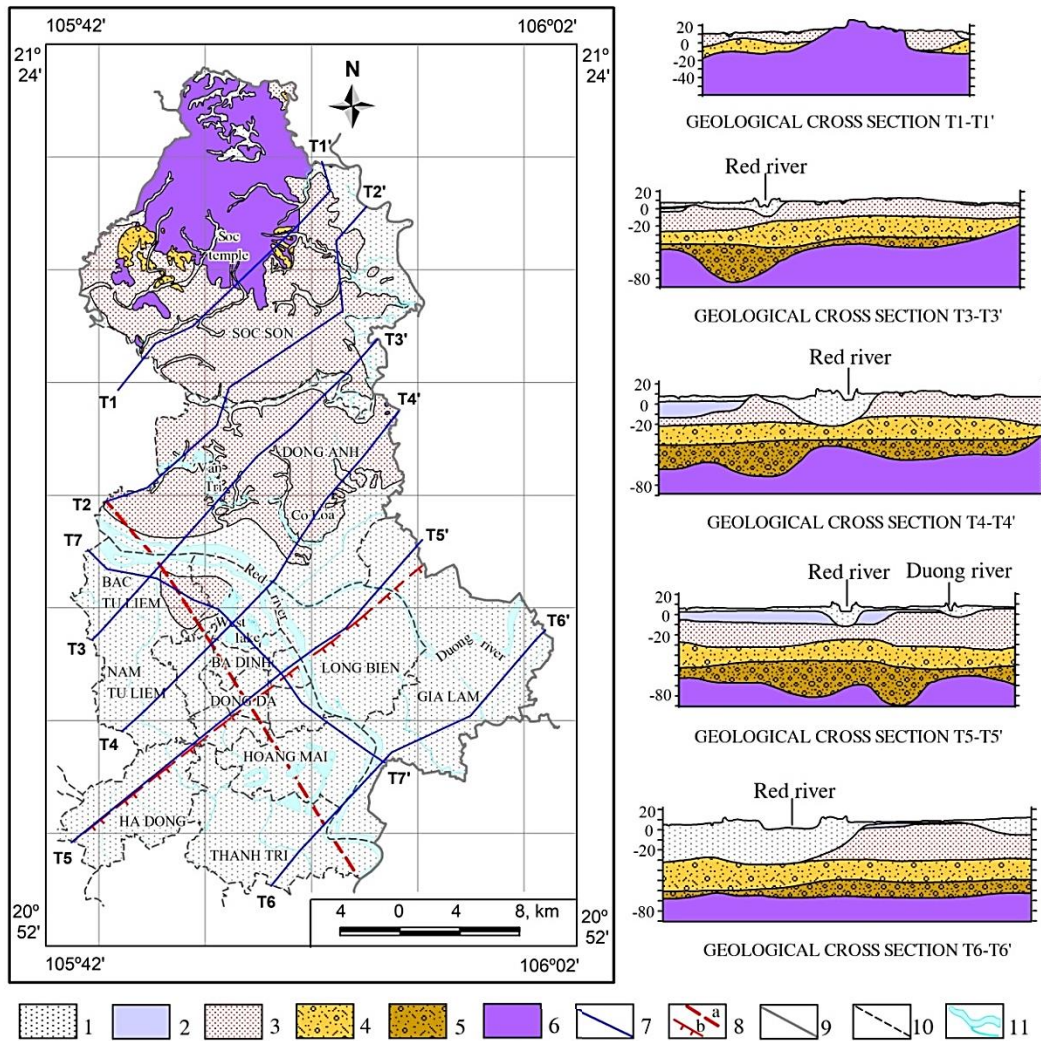 105º42' 106º02'
21º
24'
21º
24'
N
T1'
T2'
Soc
temple
SOC SON
T3'
T1
T4'
Van
Tri
DONG ANH
T2
Co Loa
T7
T5'
BAC
TU LIEM
Red
river
T3
West
lake
T6'
BA DINH
LONG BIEN
Duong river
NAM
TU LIEM
DONG DA
GIA LAM
T4
HOANG MAI
T7'
HA DONG
T5
THANH TRI
T6
4 0 4 8, km
20º
52'
20º
52'
105º42' 106º02'
20
0
-20
-40
GEOLOGICAL CROSS SECTION T1-T1'
Red river
20
0
-20
-80
GEOLOGICAL CROSS SECTION T3-T3'
Red river
20
0
-20
-80
GEOLOGICAL CROSS SECTION T4-T4'
Red river Duong river
20
0
-20
-80
GEOLOGICAL CROSS SECTION T5-T5'
Red river
20
0
-20
-80
GEOLOGICAL CROSS SECTION T6-T6'
1 2 3 4 5 6 7 a b 8 9 10 11